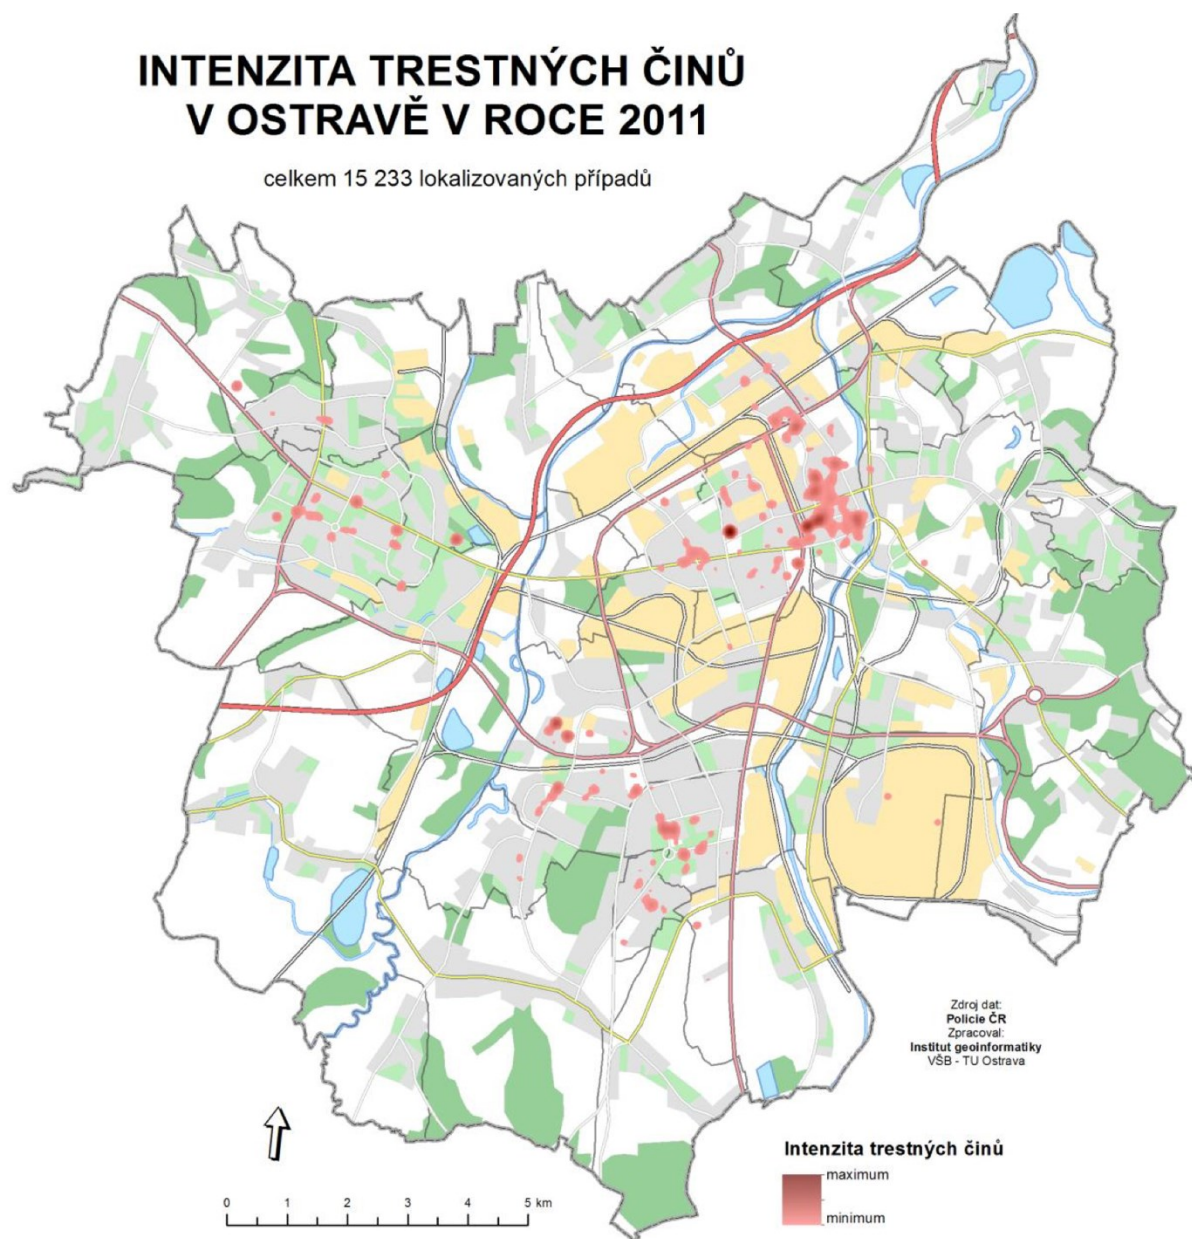 INTENZITA TRESTNÝCH ČINŮ
V OSTRAVĚ V ROCE 2011
celkem 15 233 lokalizovaných případů
Zdroj dat:
Policie ČR
Zpracoval:
Institut geoinformatiky
VŠB - TU Ostrava
Intenzita trestných činů
maximum
minimum
0 1 2 3 4 5 km